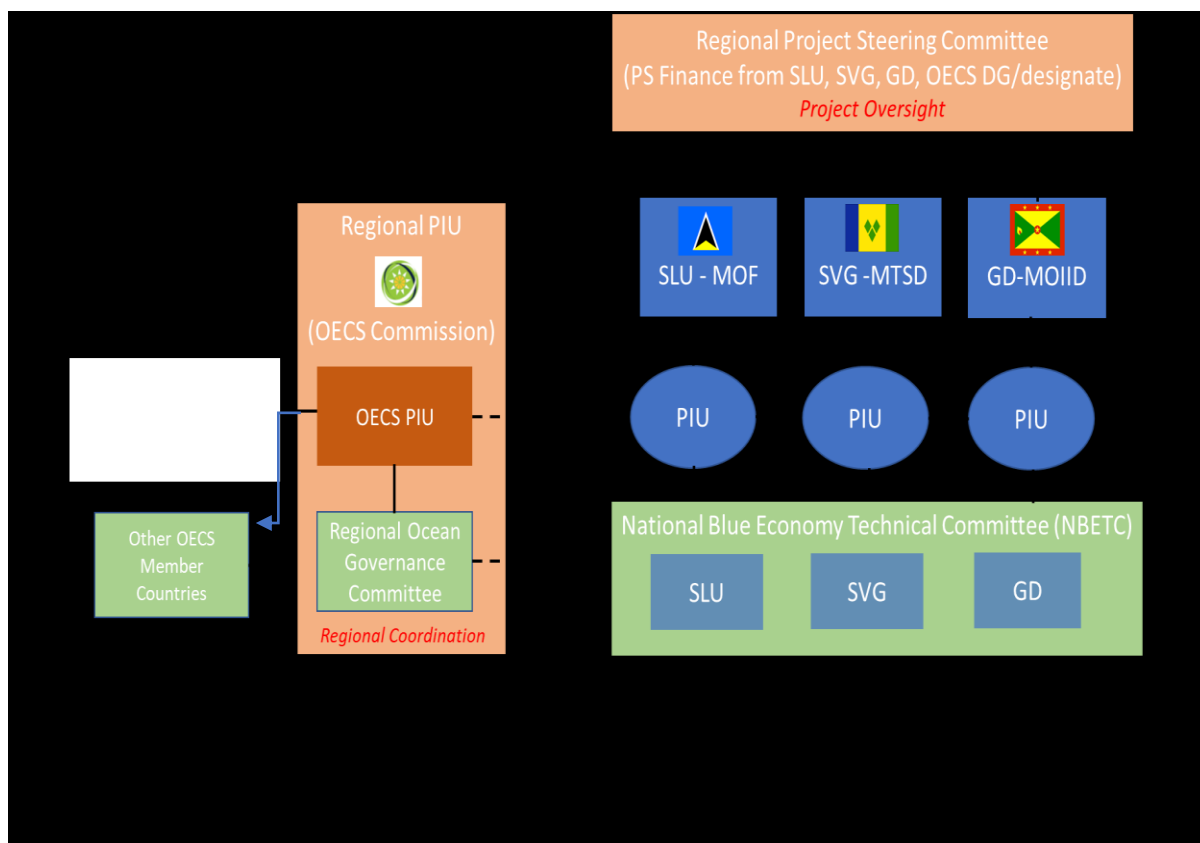 Regional Project Steering Committee
(PS Finance from SLU, SVG, GD, OECS DG/designate)
Project Oversight
Regional PIU
(OECS Commission)
OECS PIU
Regional Ocean
Governance
Committee
Regional Coordination
Other OECS
Member
Countries
SLU - MOF
SVG -MTSD
GD-MOIID
PIU
PIU
PIU
National Blue Economy Technical Committee (NBETC)
SLU
SVG
GD